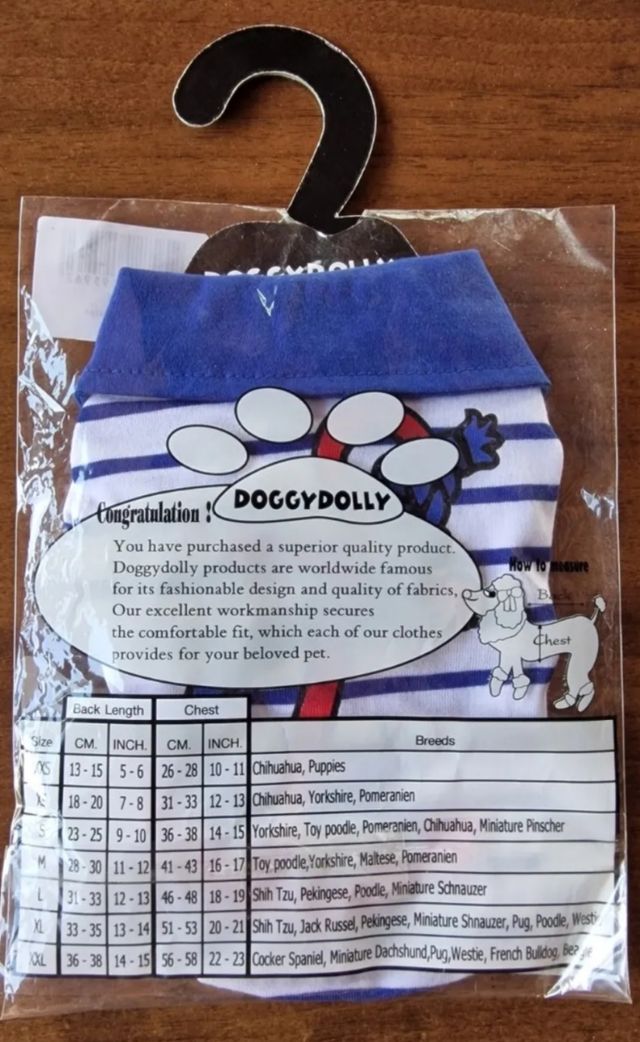 DOGGYDOLLY
DOGGYDOLLY
Congratulation !
You have purchased a superior quality product.
Doggydolly products are worldwide famous
for its fashionable design and quality of fabrics,
Our excellent workmanship secures
the comfortable fit, which each of our clothes
provides for your beloved pet.
How to measure
Back
Chest
Back Length Chest
Size CM. INCH. CM. INCH. Breeds
XXS 13 - 15 5 - 6 26 - 28 10 - 11 Chihuahua, Puppies
XS 18 - 20 7 - 8 31 - 33 12 - 13 Chihuahua, Yorkshire, Pomeranien
S 23 - 25 9 - 10 36 - 38 14 - 15 Yorkshire, Toy poodle, Pomeranien, Chihuahua, Miniature Pinscher
M 28 - 30 11 - 12 41 - 43 16 - 17 Toy poodle,Yorkshire, Maltese, Pomeranien
L 31 - 33 12 - 13 46 - 48 18 - 19 Shih Tzu, Pekingese, Poodle, Miniature Schnauzer
XL 33 - 35 13 - 14 51 - 53 20 - 21 Shih Tzu, Jack Russel, Pekingese, Miniature Shnauzer, Pug, Poodle, Westie
XXL 36 - 38 14 - 15 56 - 58 22 - 23 Cocker Spaniel, Miniature Dachshund,Pug,Westie, French Bulldog, Beagle